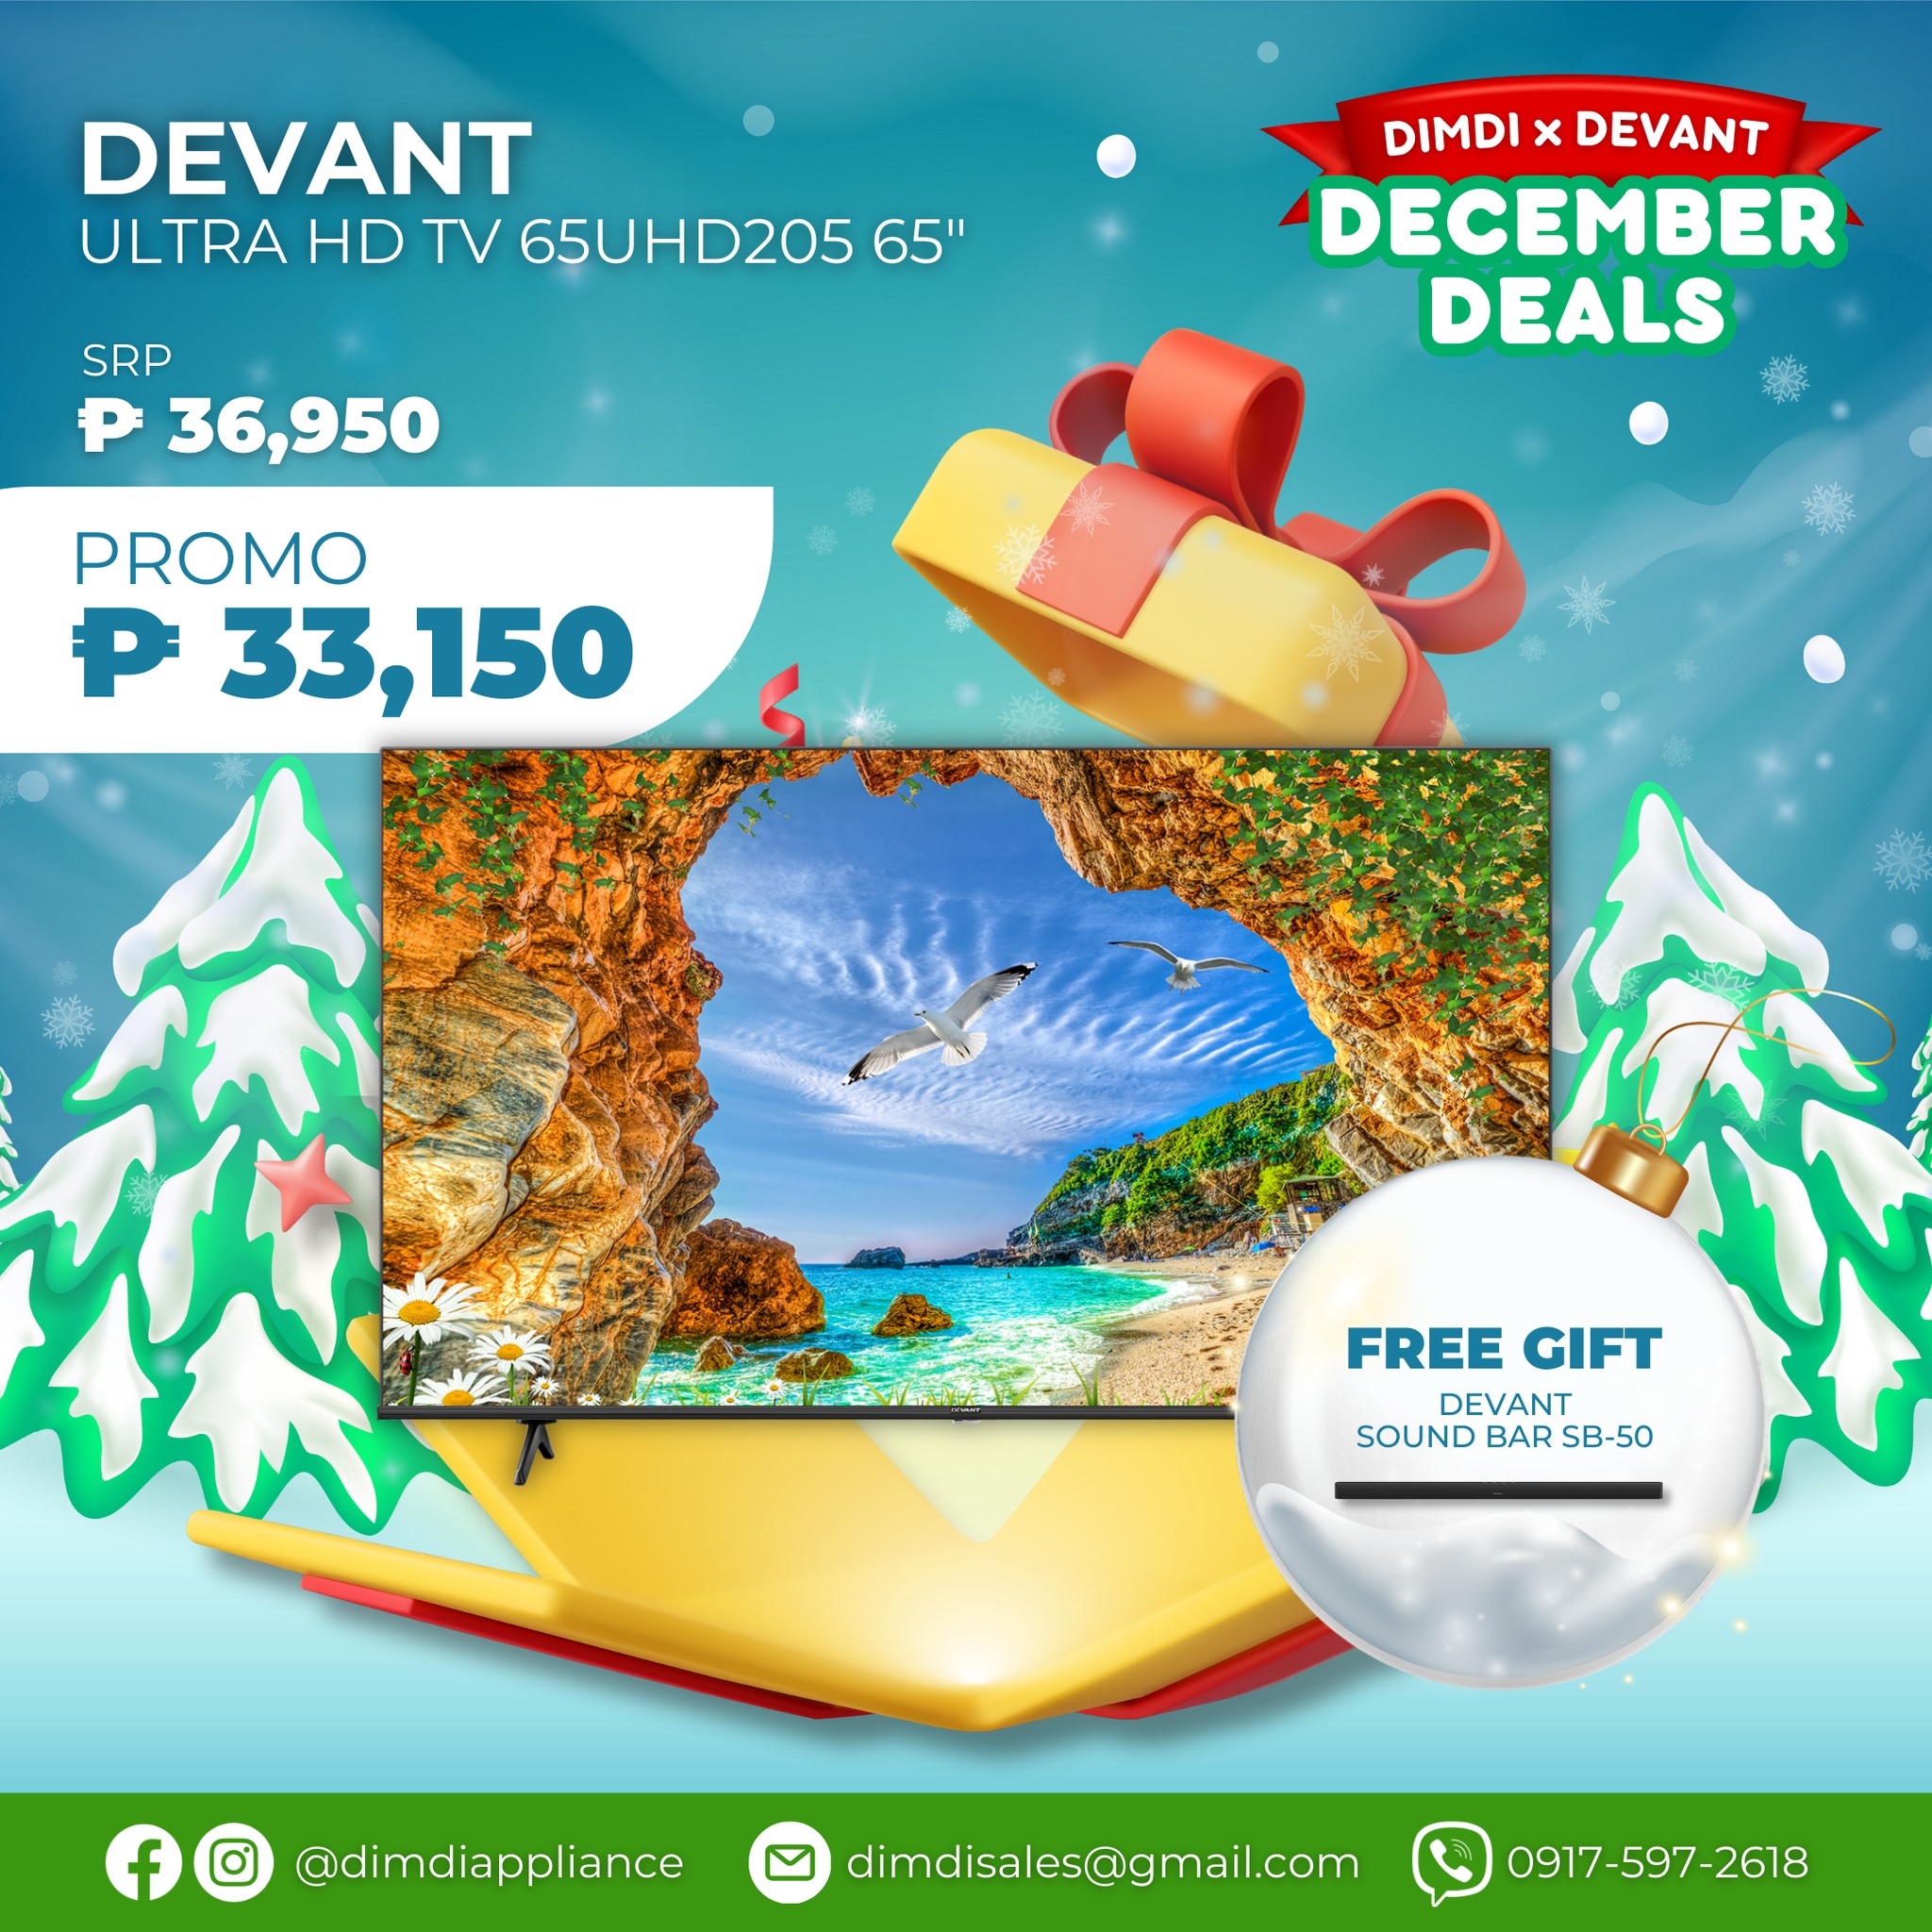 DEVANT
ULTRA HD TV 65UHD205 65"
DIMDI x DEVANT
DECEMBER
DEALS
SRP
₱ 36,950
PROMO
₱ 33,150
DEVANT
FREE GIFT
DEVANT
SOUND BAR SB-50
@dimdiappliance
dimdisales@gmail.com
0917-597-2618